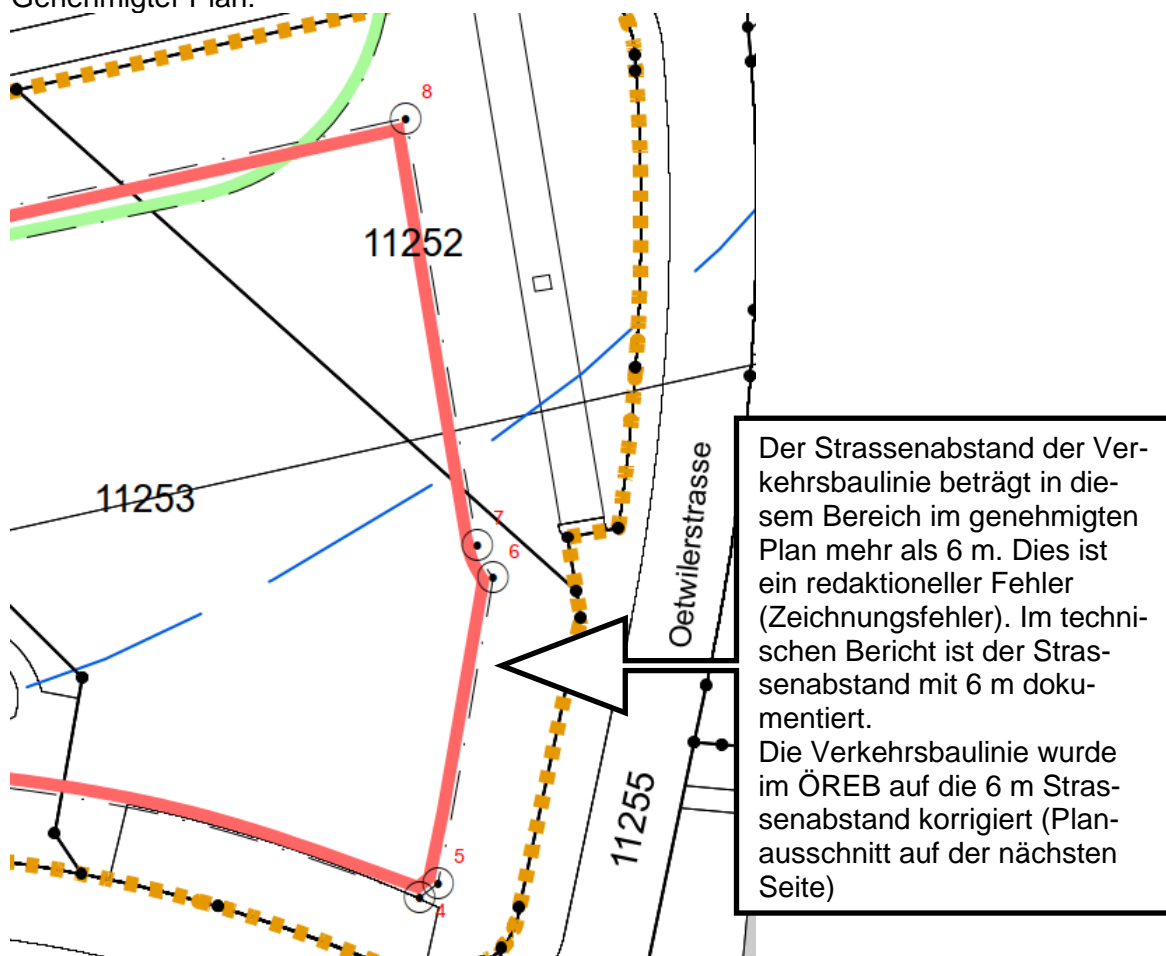 Genehmigter Plan:
8
11252
11253
7
6
Oetwilerstrasse
11255
5
4
Der Strassenabstand der Ver-
kehrsbaulinie beträgt in die-
sem Bereich im genehmigten
Plan mehr als 6 m. Dies ist
ein redaktioneller Fehler
(Zeichnungsfehler). Im techni-
schen Bericht ist der Stras-
senabstand mit 6 m doku-
mentiert.
Die Verkehrsbaulinie wurde
im ÖREB auf die 6 m Stras-
senabstand korrigiert (Plan-
ausschnitt auf der nächsten
Seite)